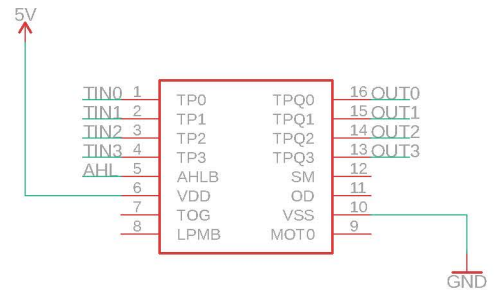 5V
TIN0 1 TP0 TPQ0 16 OUT0
TIN1 2 TP1 TPQ1 15 OUT1
TIN2 3 TP2 TPQ2 14 OUT2
TIN3 4 TP3 TPQ3 13 OUT3
AHL 5 AHLB SM 12
6 VDD OD 11
7 TOG VSS 10
8 LPMB MOT0 9
GND